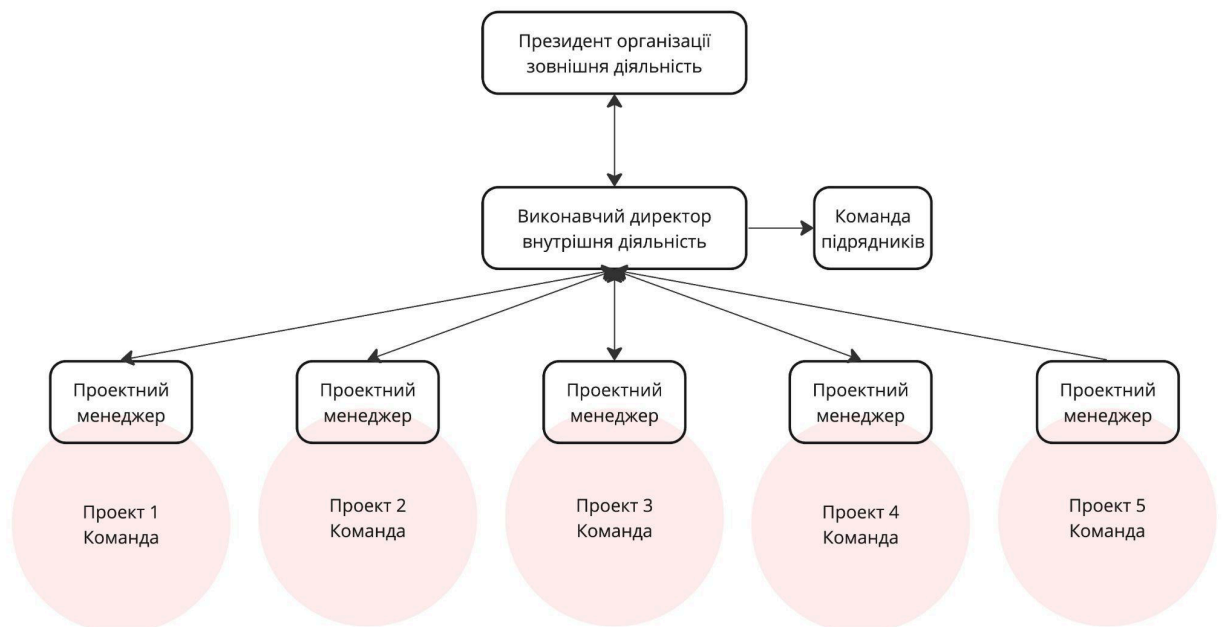 Президент організації
зовнішня діяльність
Виконавчий директор
внутрішня діяльність
Команда
підрядників
Проектний
менеджер
Проектний
менеджер
Проектний
менеджер
Проектний
менеджер
Проектний
менеджер
Проект 1
Команда
Проект 2
Команда
Проект 3
Команда
Проект 4
Команда
Проект 5
Команда